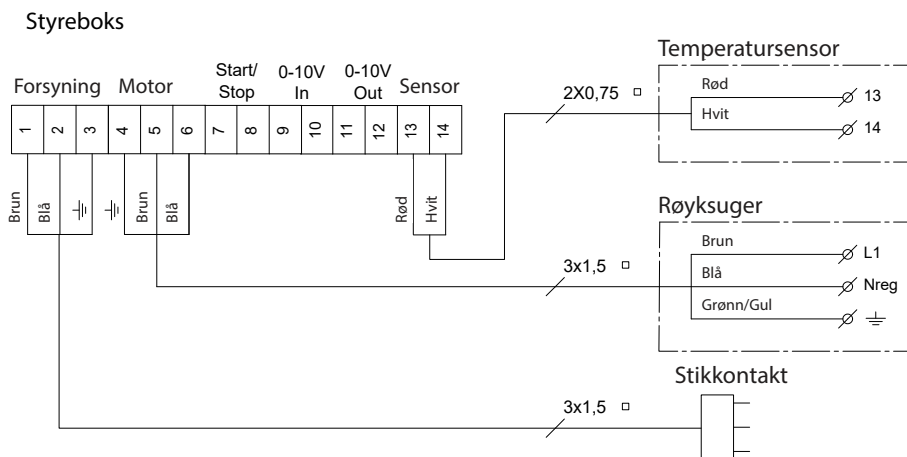 Styreboks
Forsyning Motor Start/Stop 0-10V In 0-10V Out Sensor
1 2 3 4 5 6 7 8 9 10 11 12 13 14
Brun Blå Brun Blå Rød Hvit
2X0,75
Temperatursensor
Rød 13
Hvit 14
3x1,5
Røyksuger
Brun L1
Blå Nreg
Grønn/Gul
3x1,5
Stikkontakt